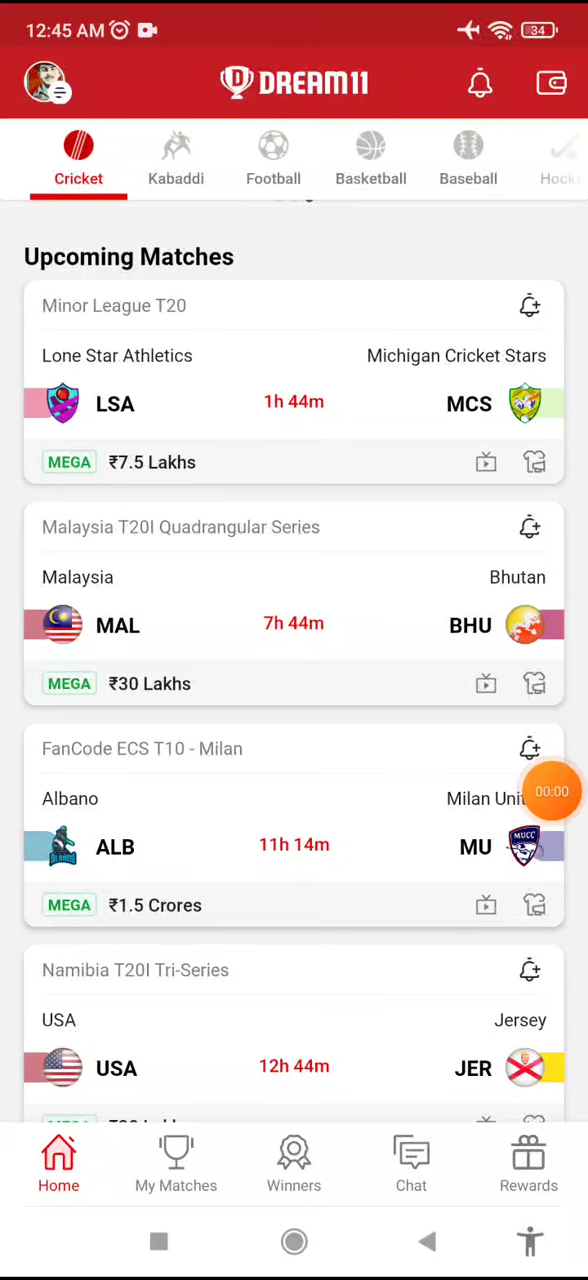 12:45 AM
34
DREAM11
Cricket
Kabaddi
Football
Basketball
Baseball
Upcoming Matches
Minor League T20
Lone Star Athletics Michigan Cricket Stars
LSA 1h 44m MCS
MEGA ₹7.5 Lakhs
Malaysia T20I Quadrangular Series
Malaysia Bhutan
MAL 7h 44m BHU
MEGA ₹30 Lakhs
FanCode ECS T10 - Milan
Albano Milan
00:00
ALB 11h 14m MU
MUCC
MEGA ₹1.5 Crores
Namibia T20I Tri-Series
USA Jersey
USA 12h 44m JER
Home
My Matches
Winners
Chat
Rewards